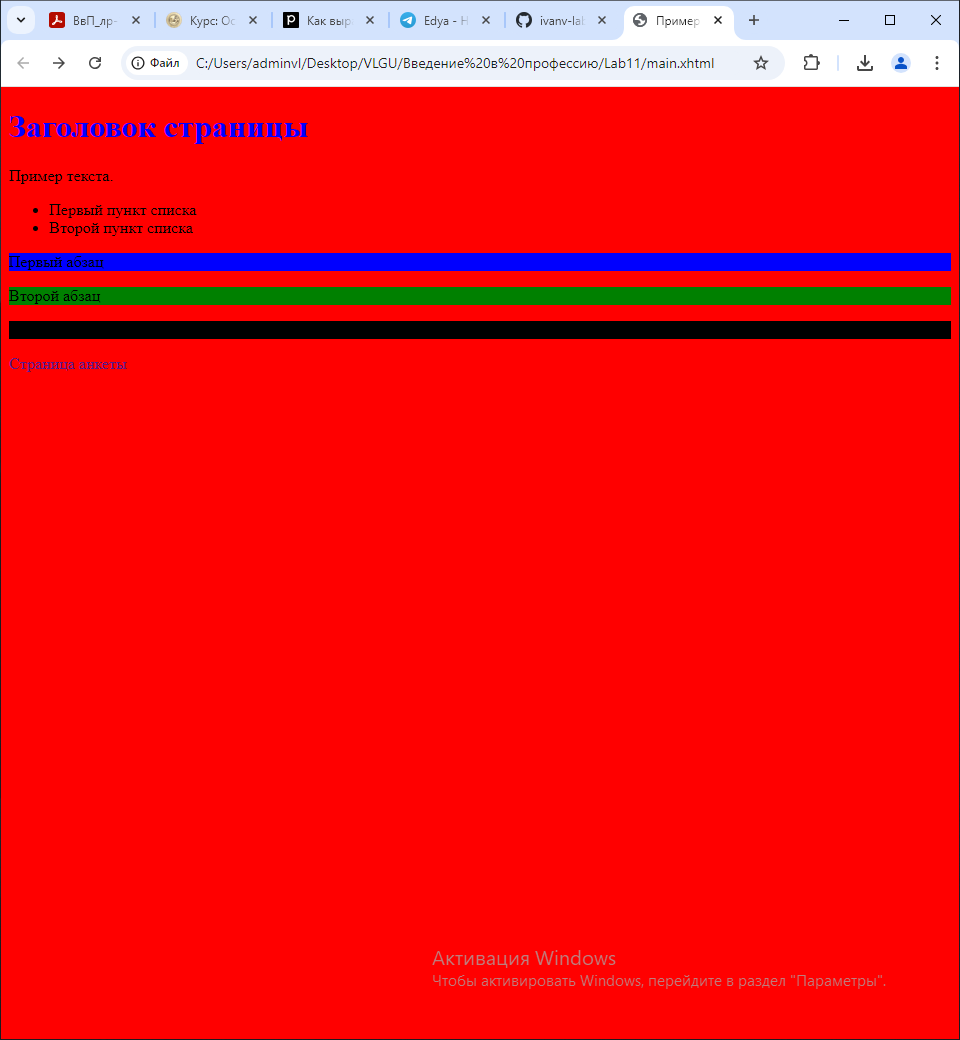 ВвП_лр-
Курс: Ос
Как выр
Edya - Н
ivanv-lab
Пример
Файл
C:/Users/adminvl/Desktop/VLGU/Введение%20в%20профессию/Lab11/main.xhtml
Заголовок страницы
Пример текста.
Первый пункт списка
Второй пункт списка
Первый абзац
Второй абзац
Страница анкеты
Активация Windows
Чтобы активировать Windows, перейдите в раздел "Параметры".